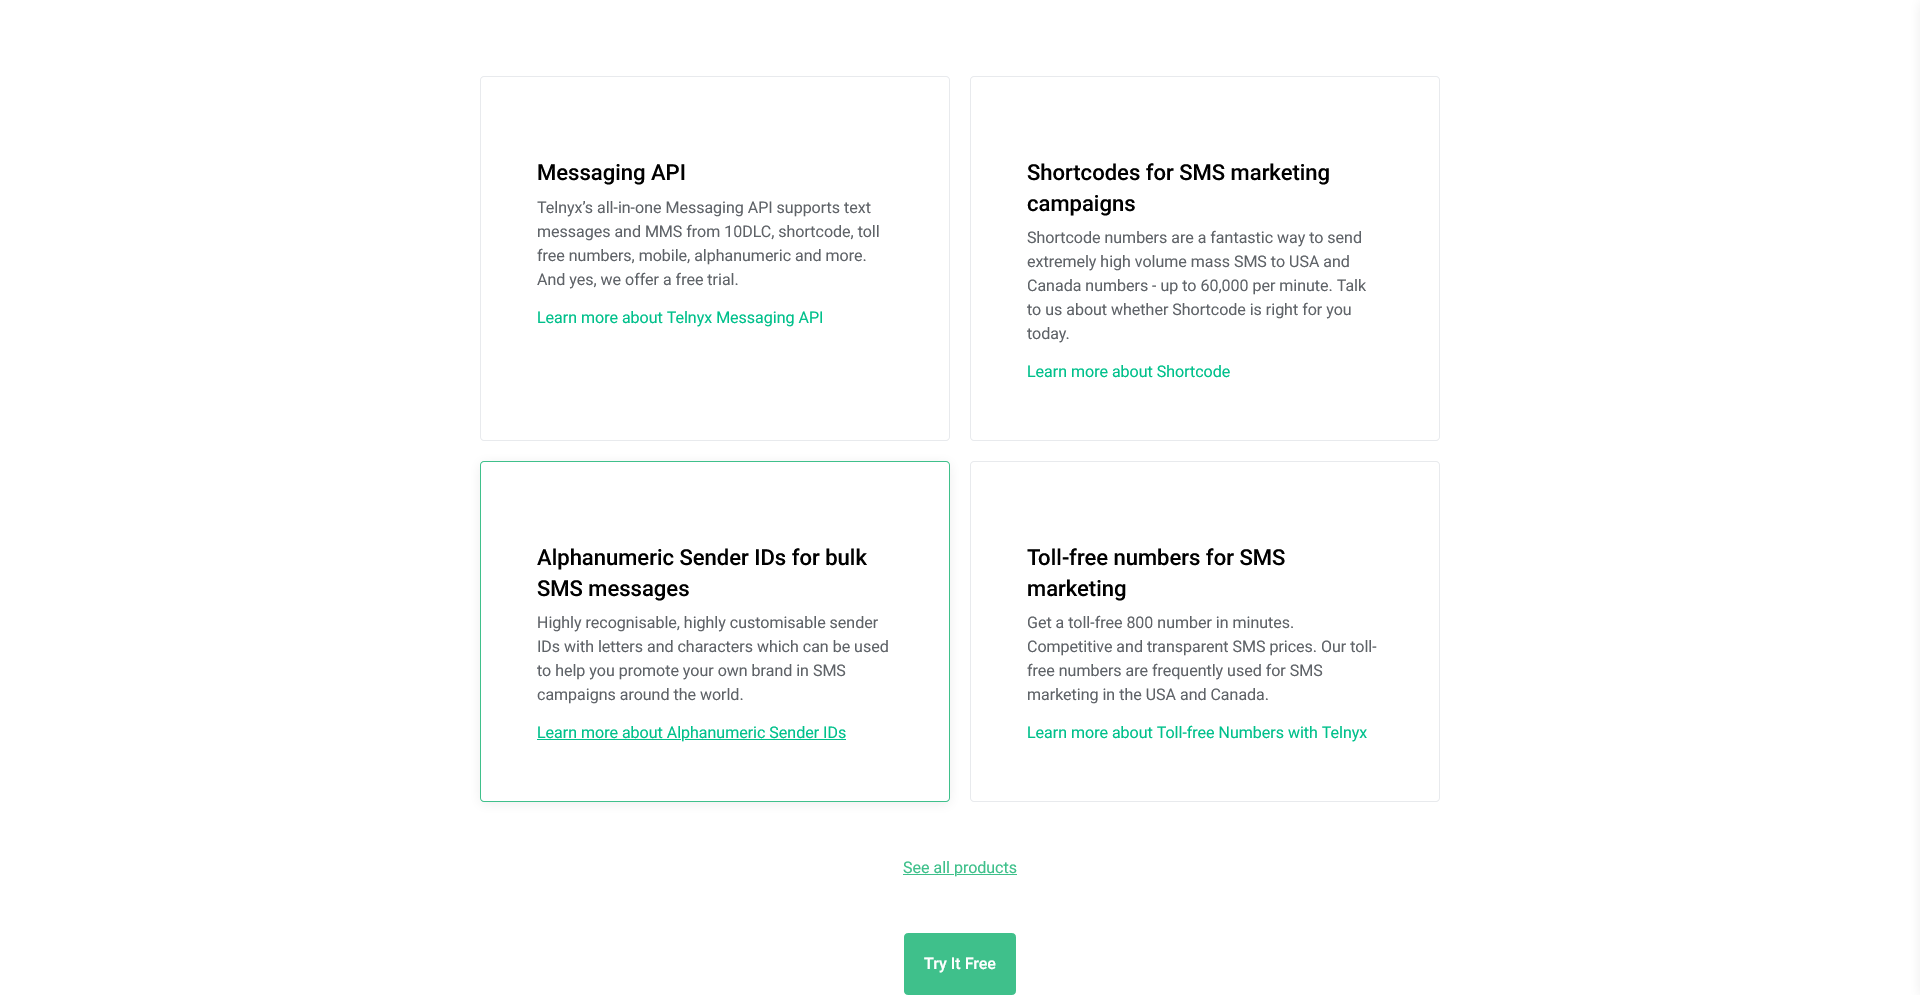 Messaging API
Telnyx's all-in-one Messaging API supports text
messages and MMS from 10DLC, shortcode, toll
free numbers, mobile, alphanumeric and more.
And yes, we offer a free trial.
Learn more about Telnyx Messaging API
Shortcodes for SMS marketing
campaigns
Shortcode numbers are a fantastic way to send
extremely high volume mass SMS to USA and
Canada numbers - up to 60,000 per minute. Talk
to us about whether Shortcode is right for you
today.
Learn more about Shortcode
Alphanumeric Sender IDs for bulk
SMS messages
Highly recognisable, highly customisable sender
IDs with letters and characters which can be used
to help you promote your own brand in SMS
campaigns around the world.
Learn more about Alphanumeric Sender IDs
Toll-free numbers for SMS
marketing
Get a toll-free 800 number in minutes.
Competitive and transparent SMS prices. Our toll-
free numbers are frequently used for SMS
marketing in the USA and Canada.
Learn more about Toll-free Numbers with Telnyx
See all products
Try It Free